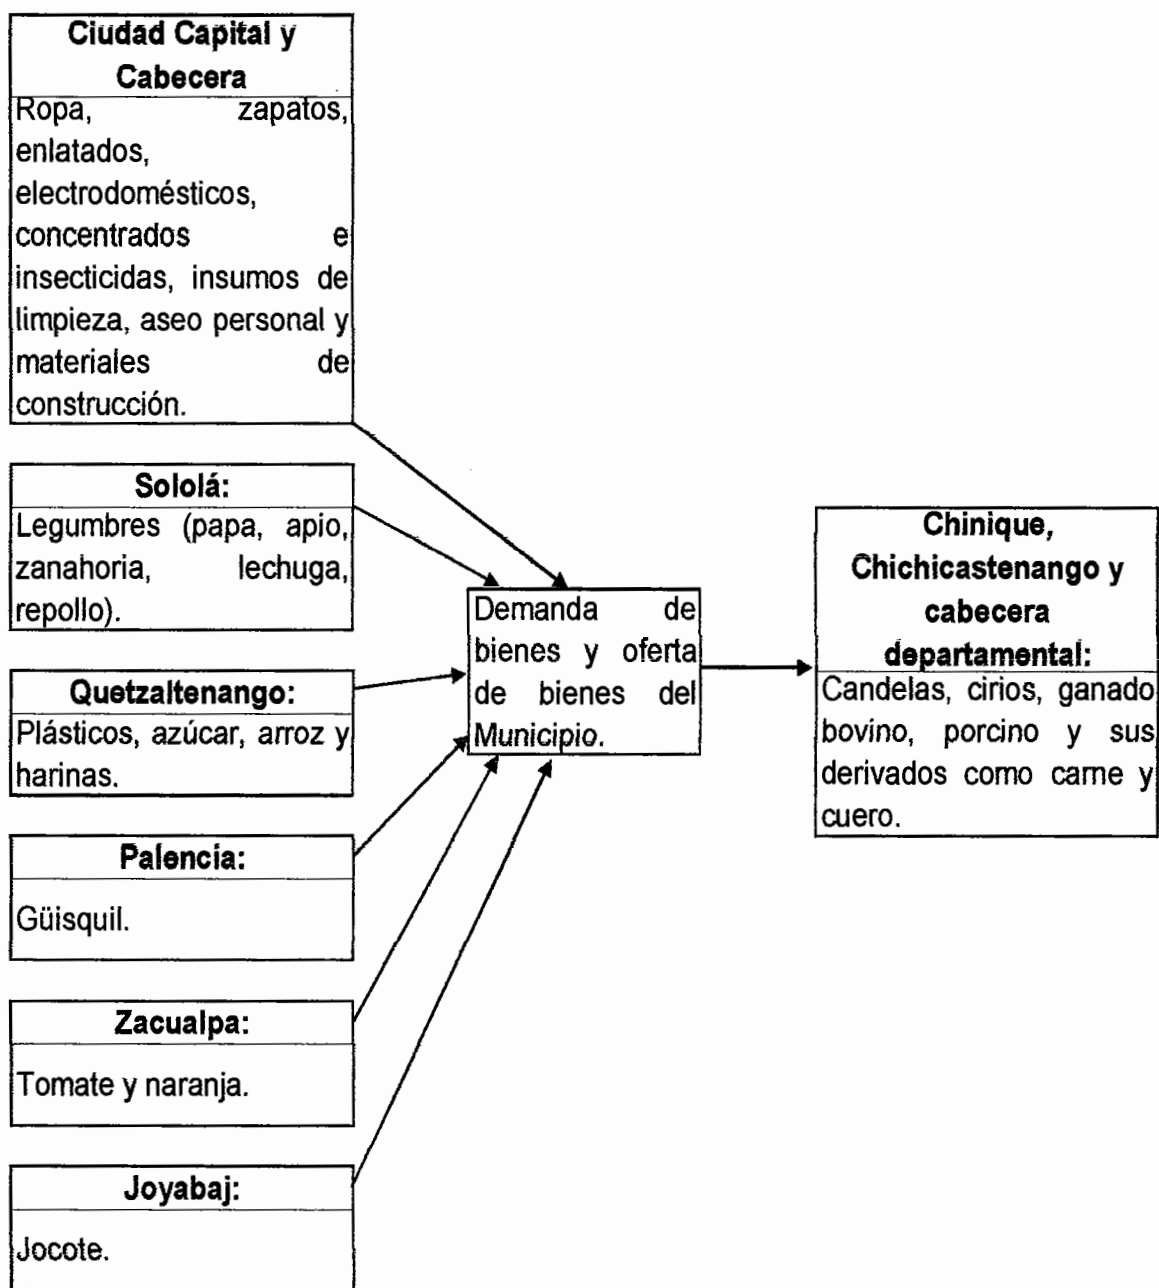 Ciudad Capital y
Cabecera
Ropa, zapatos,
enlatados,
electrodomésticos,
concentrados e
insecticidas, insumos de
limpieza, aseo personal y
materiales de
construcción.
Sololá:
Legumbres (papa, apio,
zanahoria, lechuga,
repollo).
Quetzaltenango:
Plásticos, azúcar, arroz y
harinas.
Palencia:
Güisquil.
Zacualpa:
Tomate y naranja.
Joyabaj:
Jocote.
Demanda de
bienes y oferta
de bienes del
Municipio.
Chinique,
Chichicastenango y
cabecera
departamental:
Candelas, cirios, ganado
bovino, porcino y sus
derivados como carne y
cuero.